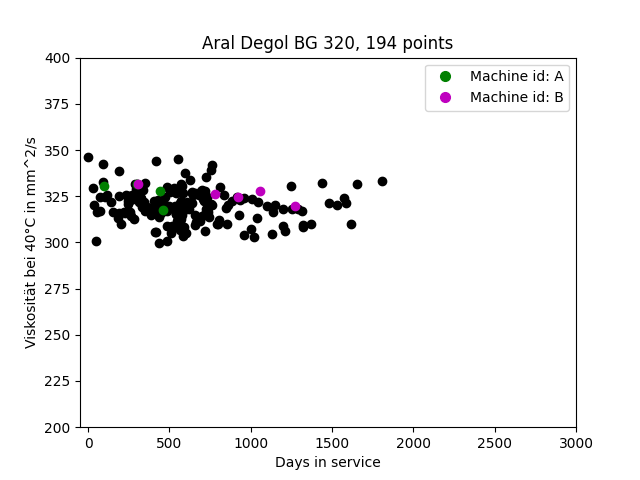 Aral Degol BG 320, 194 points
Machine id: A
Machine id: B
Viskosität bei 40°C in mm^2/s
400
375
350
325
300
275
250
225
200
0 500 1000 1500 2000 2500 3000
Days in service